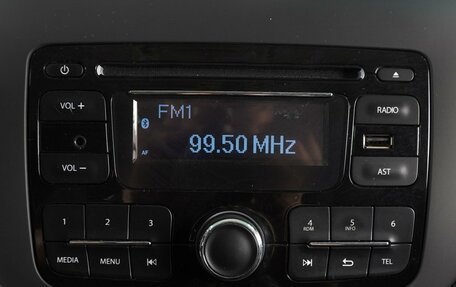 FM1
99.50 MHz
AF
VOL +
VOL −
RADIO
AST
1 2 3
4 RDM 5 INFO 6
MEDIA MENU
TEL